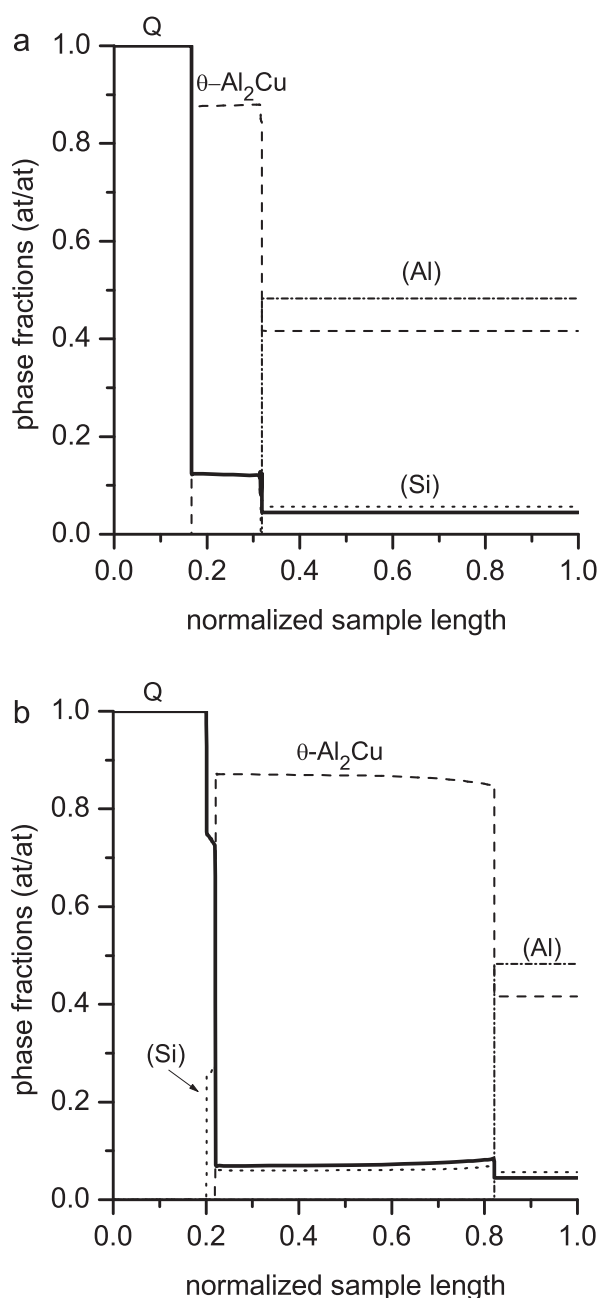 a
Q
1.0
θ–Al2Cu
0.8
0.6
(Al)
0.4
0.2
(Si)
0.0
phase fractions (at/at)
0.0 0.2 0.4 0.6 0.8 1.0
normalized sample length
b
Q
1.0
θ-Al2Cu
0.8
0.6
(Al)
0.4
(Si)
0.2
0.0
phase fractions (at/at)
0.0 0.2 0.4 0.6 0.8 1.0
normalized sample length